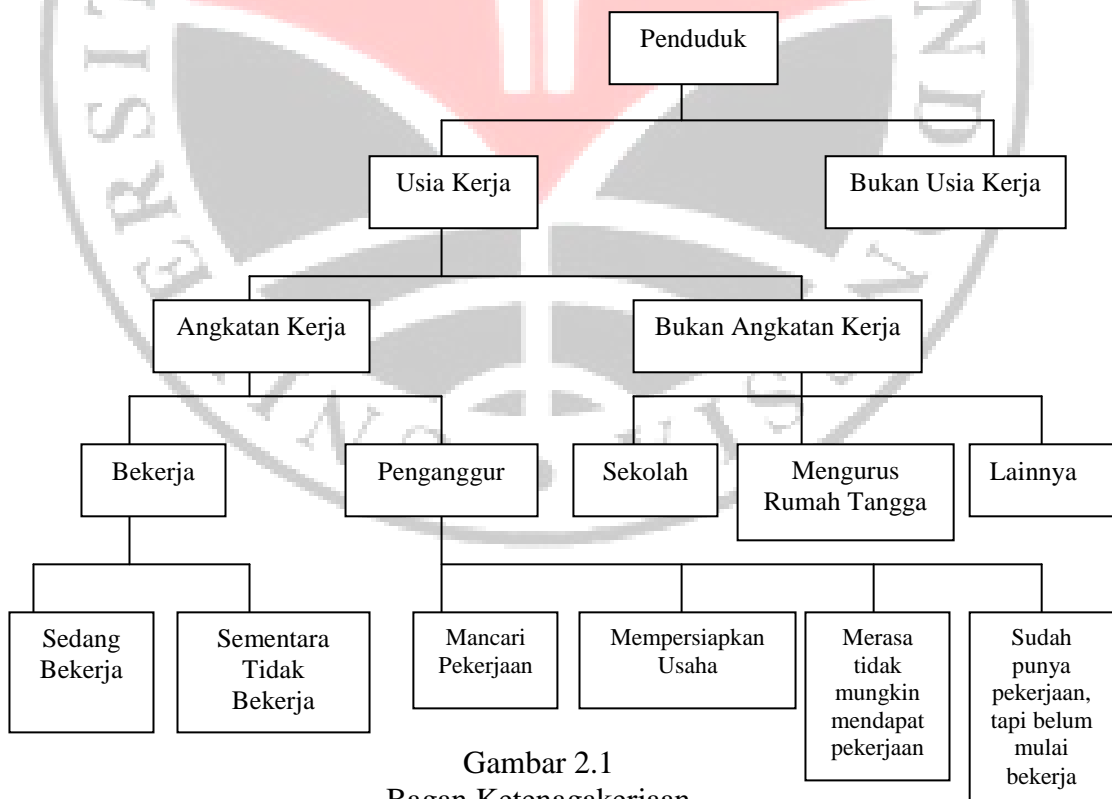 Penduduk
Usia Kerja
Bukan Usia Kerja
Angkatan Kerja
Bukan Angkatan Kerja
Bekerja
Penganggur
Sekolah
Mengurus
Rumah Tangga
Lainnya
Sedang
Bekerja
Sementara
Tidak
Bekerja
Mancari
Pekerjaan
Mempersiapkan
Usaha
Merasa
tidak
mungkin
mendapat
pekerjaan
Sudah
punya
pekerjaan,
tapi belum
mulai
bekerja
Gambar 2.1
Bagan Ketenagakerjaan